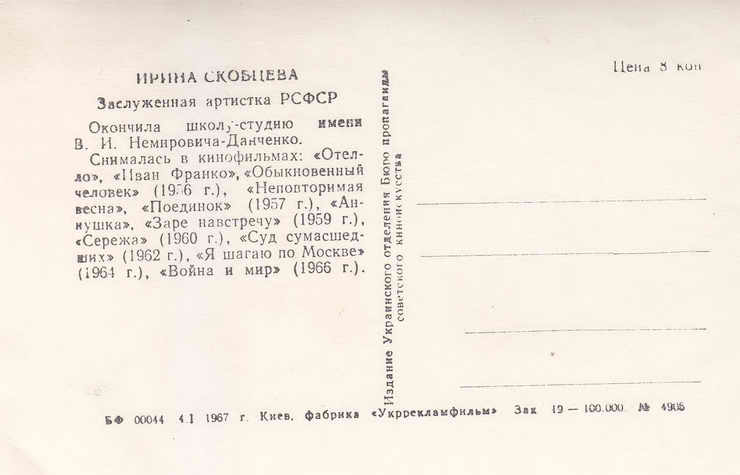 ИРИНА СКОБЦЕВА
Заслуженная артистка РСФСР
Окончила школу-студию имени
В. И. Немировича-Данченко.
Снималась в кинофильмах: «Отел-
ло», «Иван Франко», «Обыкновенный
человек» (1956 г.), «Неповторимая
весна», «Поединок» (1957 г.), «Ан-
нушка», «Заре навстречу» (1959 г.),
«Сережа» (1960 г.), «Суд сумасшед-
ших» (1962 г.), «Я шагаю по Москве»
(1964 г.), «Война и мир» (1966 г.).
Издание Украинского отделения Бюро пропаганды
советского киноискусства
Цена 8 коп
БФ 00044 4.I 1967 г. Киев, фабрика «Укррекламфильм» Зак 19 — 100.000. № 4906